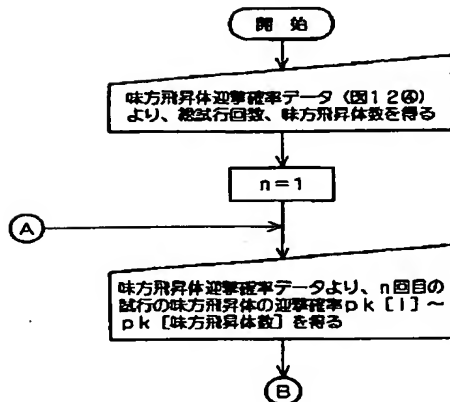 開 始
味方飛昇体迎撃確率データ (図12④)
より、総試行回数、味方飛昇体数を得る
n=1
A
味方飛昇体迎撃確率データより、n回目の
試行の味方飛昇体の迎撃確率pk [1] ~
pk [味方飛昇体数] を得る
B